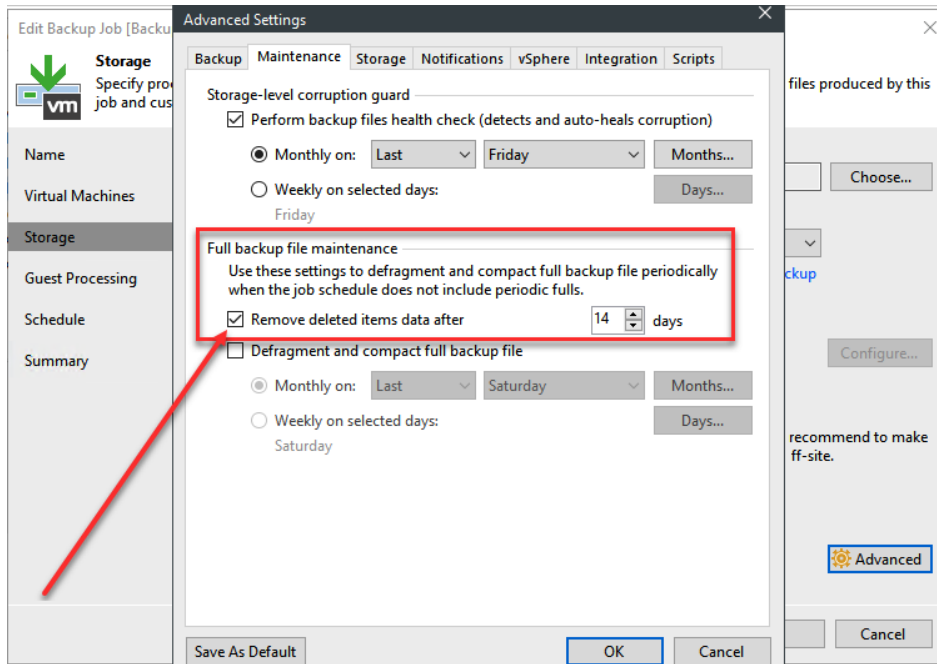 Edit Backup Job [Backu
Advanced Settings
Storage
Specify pro
job and cus
files produced by this
vm
Name
Virtual Machines
Storage
Guest Processing
Schedule
Summary
Backup Maintenance Storage Notifications vSphere Integration Scripts
Storage-level corruption guard
Perform backup files health check (detects and auto-heals corruption)
Monthly on: Last Friday Months...
Weekly on selected days: Days...
Friday
Full backup file maintenance
Use these settings to defragment and compact full backup file periodically
when the job schedule does not include periodic fulls.
Remove deleted items data after 14 days
Defragment and compact full backup file
Monthly on: Last Saturday Months...
Weekly on selected days: Days...
Saturday
Save As Default OK Cancel
Choose...
ckup
Configure...
recommend to make
ff-site.
Advanced
Cancel